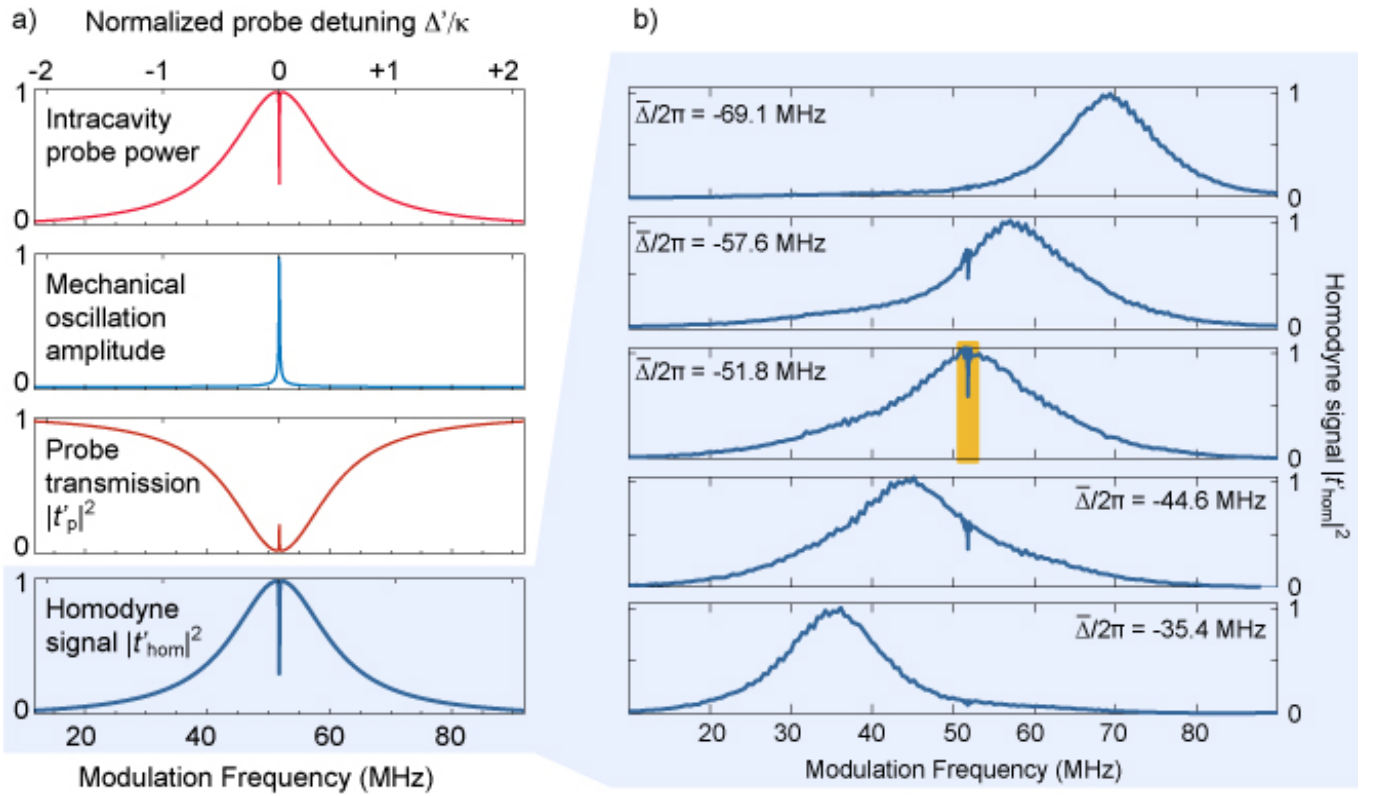 a)
Normalized probe detuning Δ'/κ
-2 -1 0 +1 +2
1
Intracavity
probe power
0
1
Mechanical
oscillation
amplitude
0
1
Probe
transmission
|t'p|²
0
1
Homodyne
signal |t'hom|²
0
20 40 60 80
Modulation Frequency (MHz)
b)
Δ̅/2π = -69.1 MHz
1
0
Δ̅/2π = -57.6 MHz
1
0
Δ̅/2π = -51.8 MHz
1
0
Δ̅/2π = -44.6 MHz
1
0
Δ̅/2π = -35.4 MHz
1
0
20 30 40 50 60 70 80
Modulation Frequency (MHz)
Homodyne signal |t'hom|²